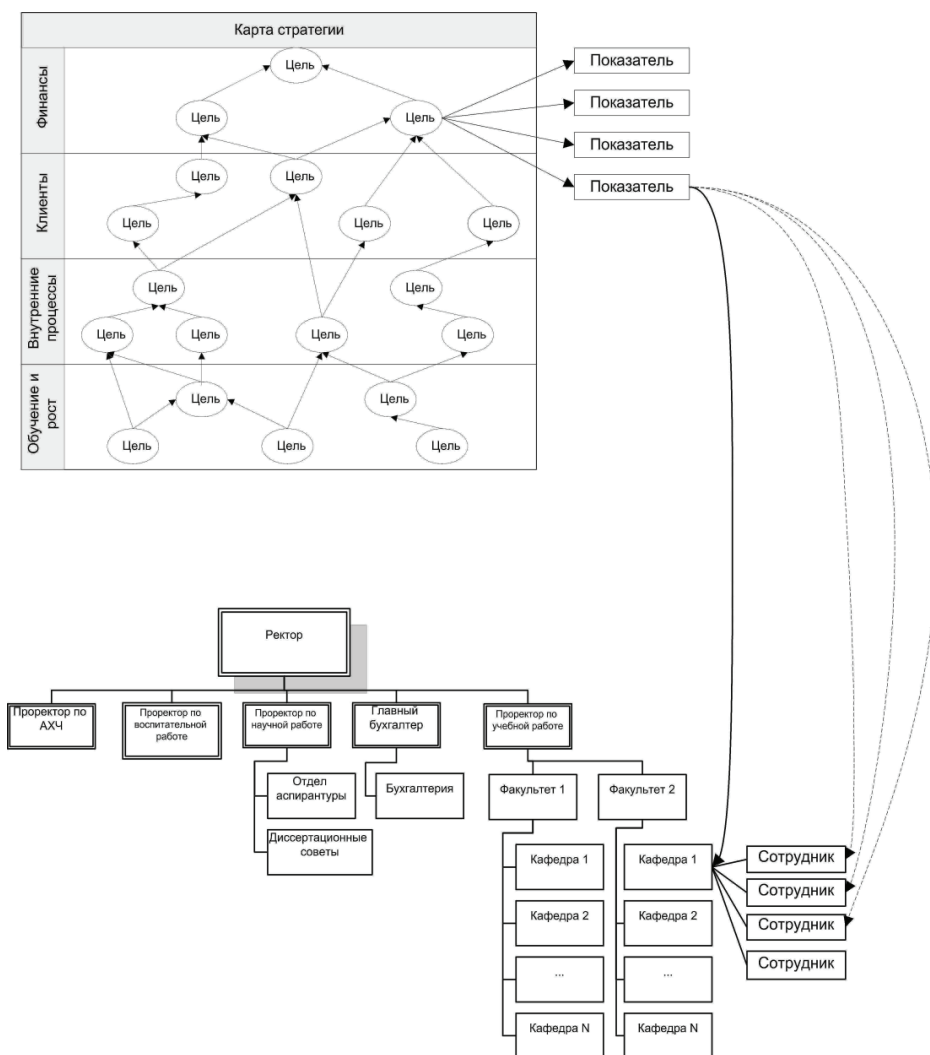 Карта стратегии
Финансы
Цель
Цель
Цель
Клиенты
Цель
Цель
Цель
Цель
Цель
Внутренние
процессы
Цель
Цель
Цель
Цель
Цель
Цель
Обучение и
рост
Цель
Цель
Цель
Цель
Цель
Показатель
Показатель
Показатель
Показатель
Ректор
Проректор по
АХЧ
Проректор по
воспитательной
работе
Проректор по
научной работе
Главный
бухгалтер
Проректор по
учебной работе
Отдел
аспирантуры
Диссертационные
советы
Бухгалтерия
Факультет 1
Факультет 2
Кафедра 1
Кафедра 2
...
Кафедра N
Кафедра 1
Кафедра 2
...
Кафедра N
Сотрудник
Сотрудник
Сотрудник
Сотрудник